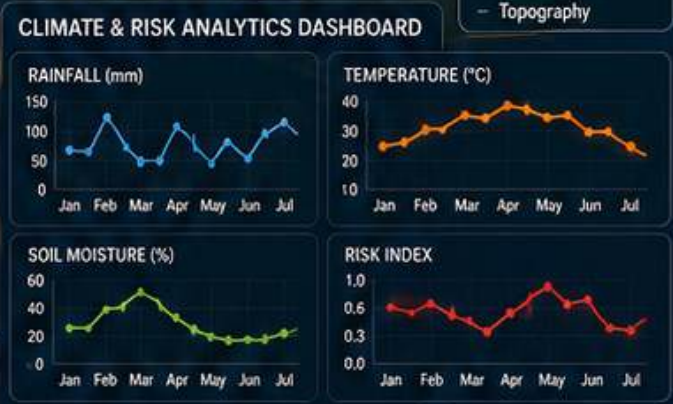 – Topography
CLIMATE & RISK ANALYTICS DASHBOARD
RAINFALL (mm)
150
100
50
0
Jan Feb Mar Apr May Jun Jul
TEMPERATURE (°C)
40
30
20
10
Jan Feb Mar Apr May Jun Jul
SOIL MOISTURE (%)
60
40
20
0
Jan Feb Mar Apr May Jun Jul
RISK INDEX
1.0
0.6
0.3
0.0
Jan Feb Mar Apr May Jun Jul